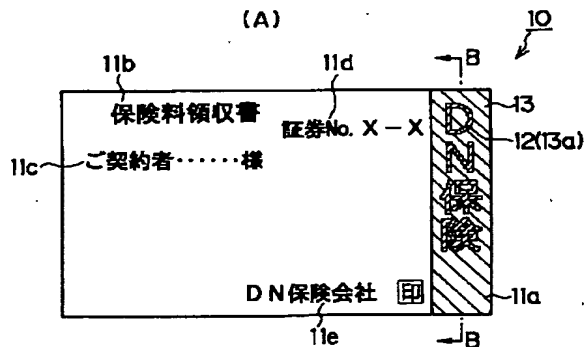 (A)
10
11b
11d
B
13
保険料領収書
証券No. X-X
12(13a)
11c
ご契約者……様
DN保険
DN保険会社 印
11a
11e
B